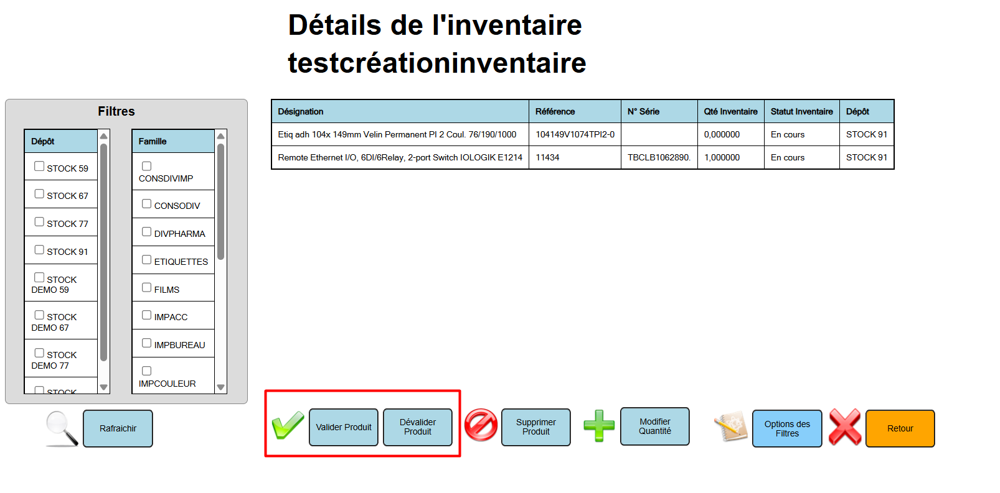 Détails de l'inventaire
testcréationinventaire
Filtres
Dépôt
STOCK 59
STOCK 67
STOCK 77
STOCK 91
STOCK
DEMO 59
STOCK
DEMO 67
STOCK
DEMO 77
STOCK
Famille
CONSDIVIMP
CONSODIV
DIVPHARMA
ETIQUETTES
FILMS
IMPACC
IMPBUREAU
IMPCOULEUR
Désignation Référence N° Série Qté Inventaire Statut Inventaire Dépôt
Etiq adh 104x 149mm Velin Permanent PI 2 Coul. 76/190/1000 104149V1074TPI2-0 0,000000 En cours STOCK 91
Remote Ethernet I/O, 6DI/6Relay, 2-port Switch IOLOGIK E1214 11434 TBCLB1062890. 1,000000 En cours STOCK 91
Rafraichir
Valider Produit
Dévalider
Produit
Supprimer
Produit
Modifier
Quantité
Options des
Filtres
Retour